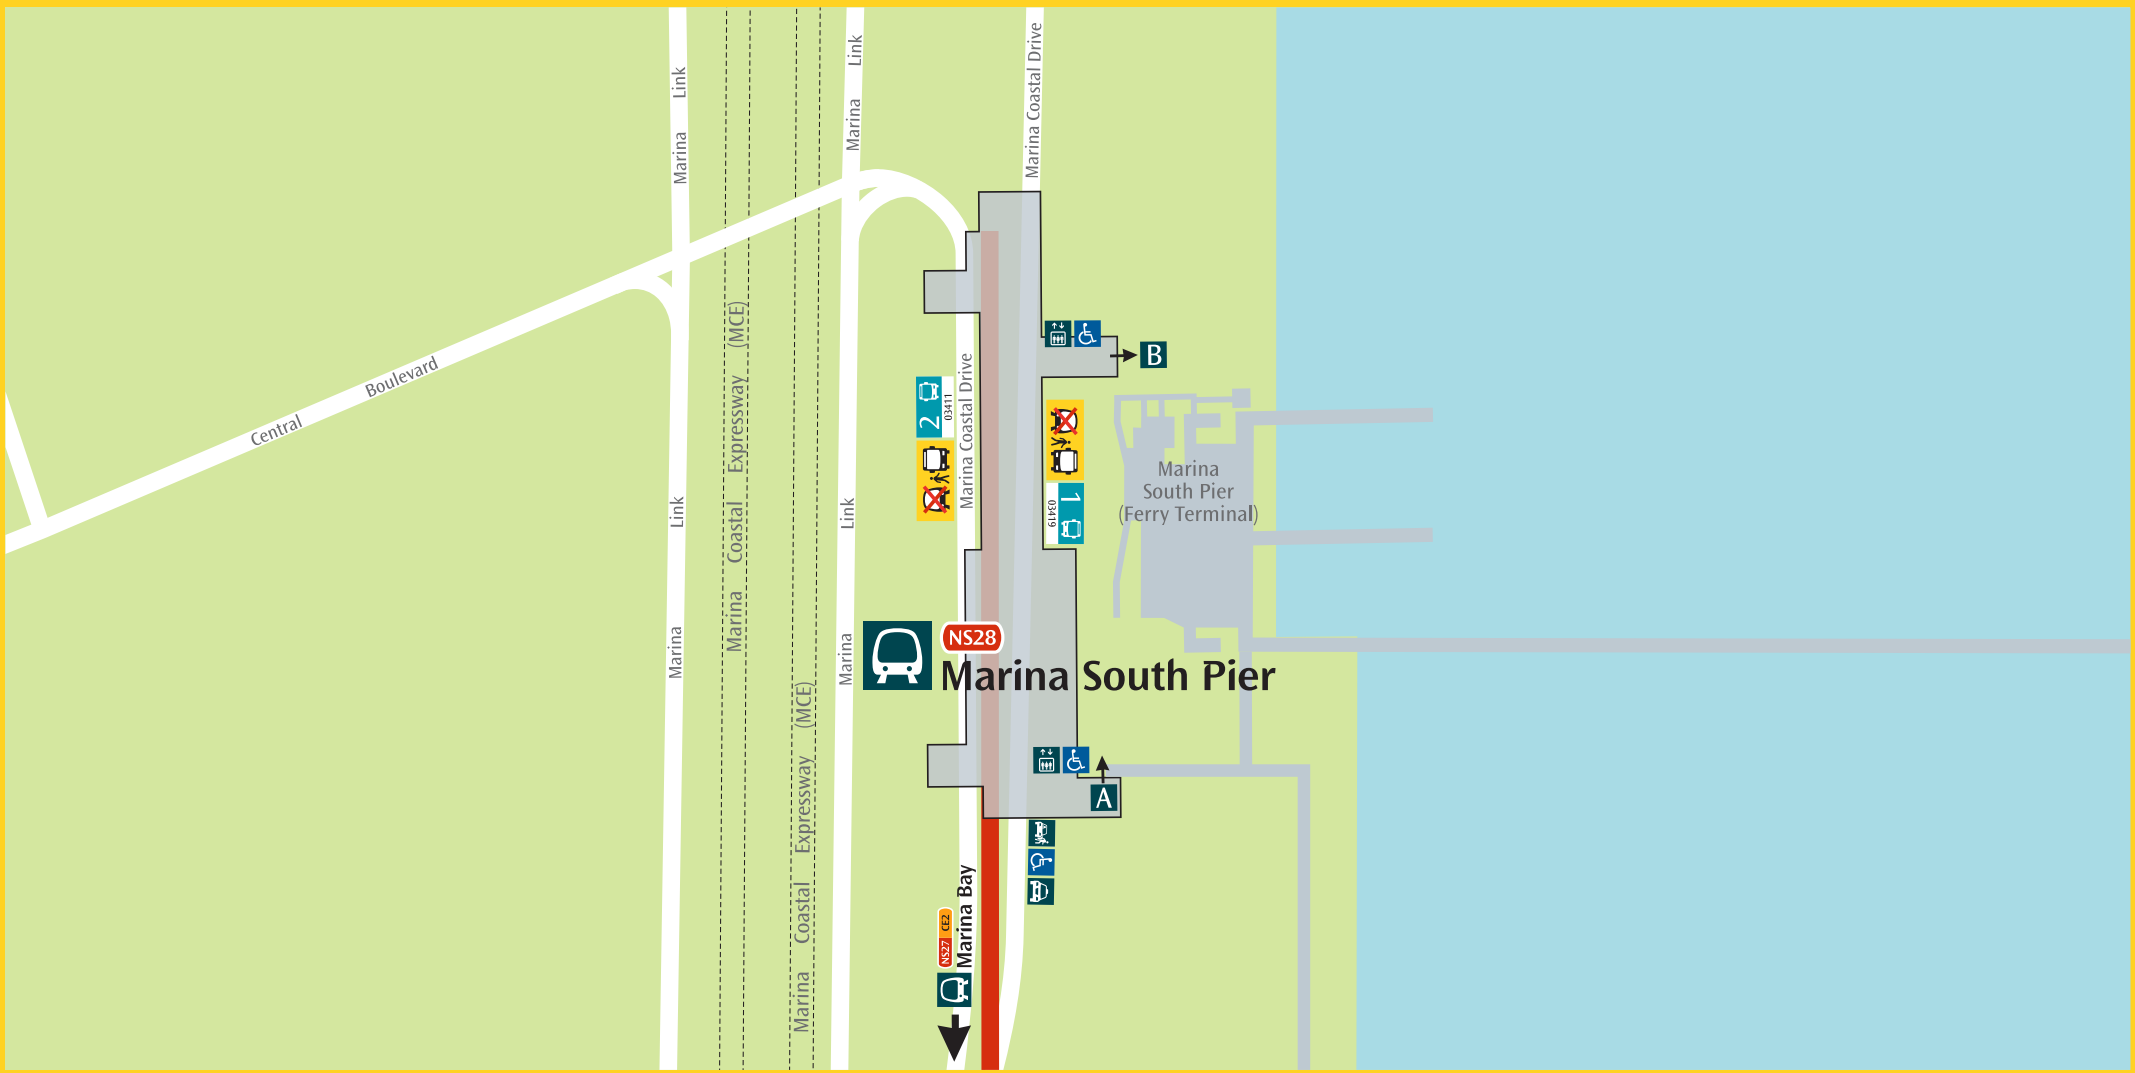 Marina Link
Marina Link
Marina Coastal Drive
Central Boulevard
Marina Coastal Expressway (MCE)
B
2
03411
Marina Coastal Drive
1
03419
Marina
South Pier
(Ferry Terminal)
Marina Link
Marina Link
NS28
Marina South Pier
Marina Coastal Expressway (MCE)
A
NS27 CE2
Marina Bay